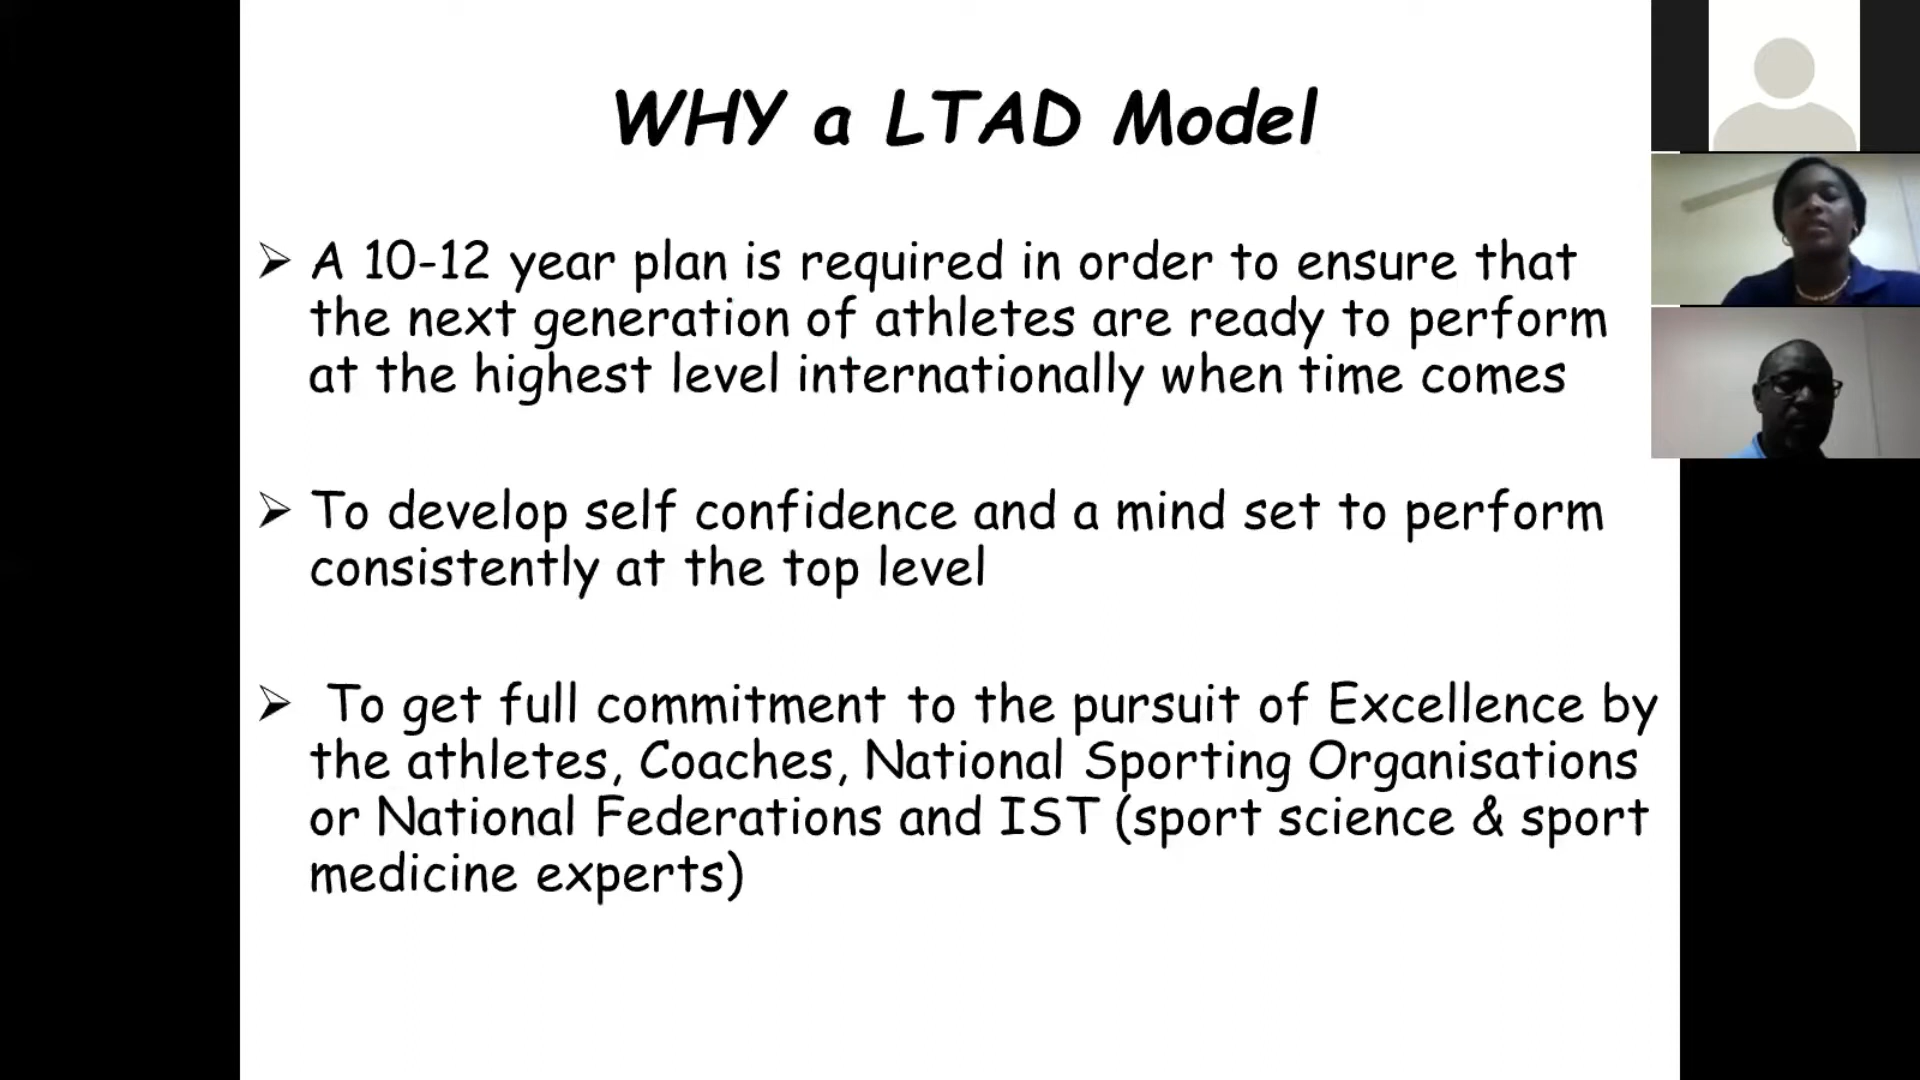 WHY a LTAD Model
➢ A 10-12 year plan is required in order to ensure that
the next generation of athletes are ready to perform
at the highest level internationally when time comes
➢ To develop self confidence and a mind set to perform
consistently at the top level
➢ To get full commitment to the pursuit of Excellence by
the athletes, Coaches, National Sporting Organisations
or National Federations and IST (sport science & sport
medicine experts)